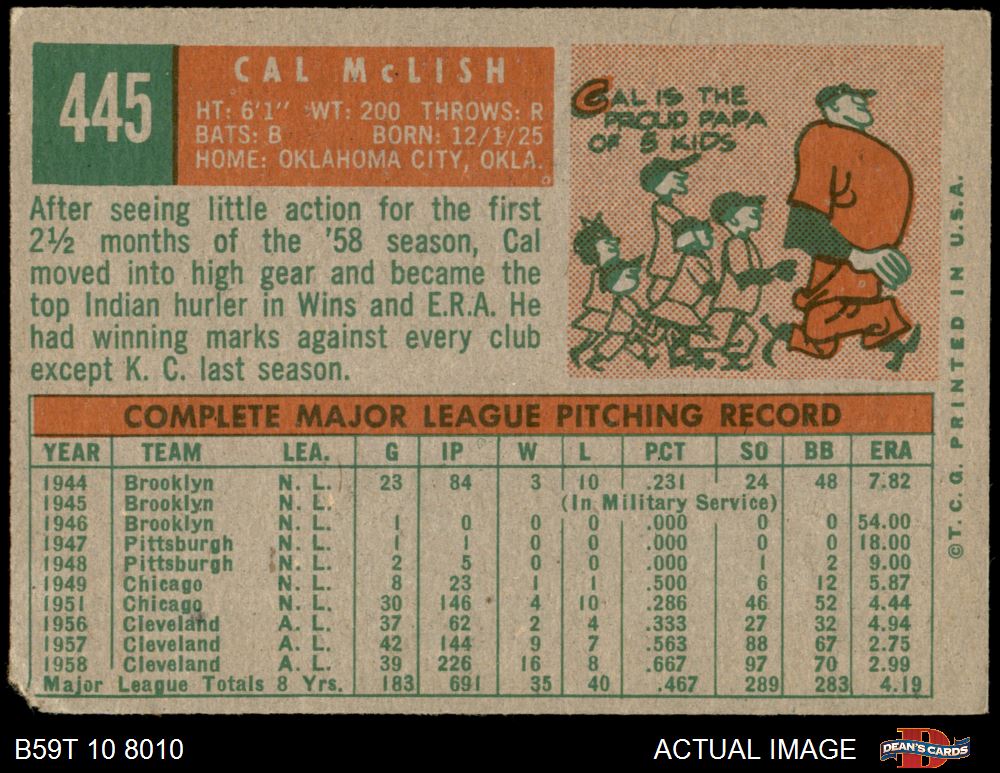 445
CAL McLISH
HT: 6'1" WT: 200 THROWS: R
BATS: B BORN: 12/1/25
HOME: OKLAHOMA CITY, OKLA.
After seeing little action for the first
2½ months of the '58 season, Cal
moved into high gear and became the
top Indian hurler in Wins and E.R.A. He
had winning marks against every club
except K. C. last season.
CAL IS THE
PROUD PAPA
OF 5 KIDS
COMPLETE MAJOR LEAGUE PITCHING RECORD
YEAR TEAM LEA. G IP W L PCT SO BB ERA
1944 Brooklyn N. L. 23 84 3 10 .231 24 48 7.82
1945 Brooklyn N. L. (In Military Service)
1946 Brooklyn N. L. 1 0 0 0 .000 0 0 54.00
1947 Pittsburgh N. L. 1 1 0 0 .000 0 0 18.00
1948 Pittsburgh N. L. 2 5 0 0 .000 1 2 9.00
1949 Chicago N. L. 8 23 1 1 .500 6 12 5.87
1951 Chicago N. L. 30 146 4 10 .286 46 52 4.44
1956 Cleveland A. L. 37 62 2 4 .333 27 32 4.94
1957 Cleveland A. L. 42 144 9 7 .563 88 67 2.75
1958 Cleveland A. L. 39 226 16 8 .667 97 70 2.99
Major League Totals 8 Yrs. 183 691 35 40 .467 289 283 4.19
© T. C. G. PRINTED IN U.S.A.
B59T 10 8010
ACTUAL IMAGE
D
DEAN'S CARDS